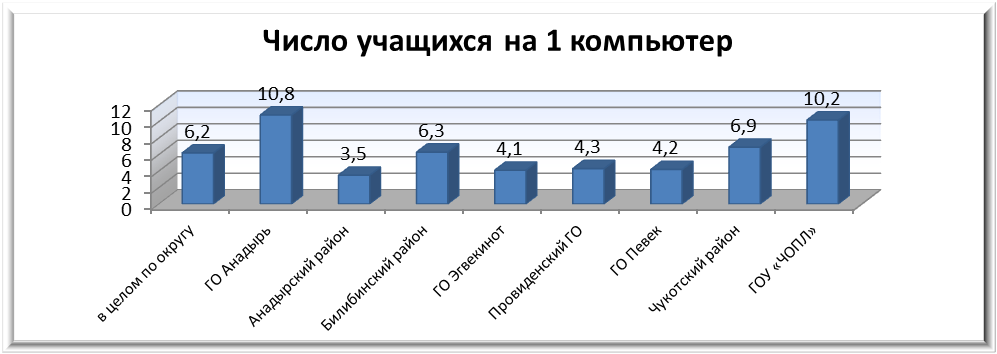 Число учащихся на 1 компьютер
12
10
8
6
4
2
0
6,2
10,8
3,5
6,3
4,1
4,3
4,2
6,9
10,2
в целом по округу
ГО Анадырь
Анадырский район
Билибинский район
ГО Эгвекинот
Провиденский ГО
ГО Певек
Чукотский район
ГОУ «ЧОПЛ»